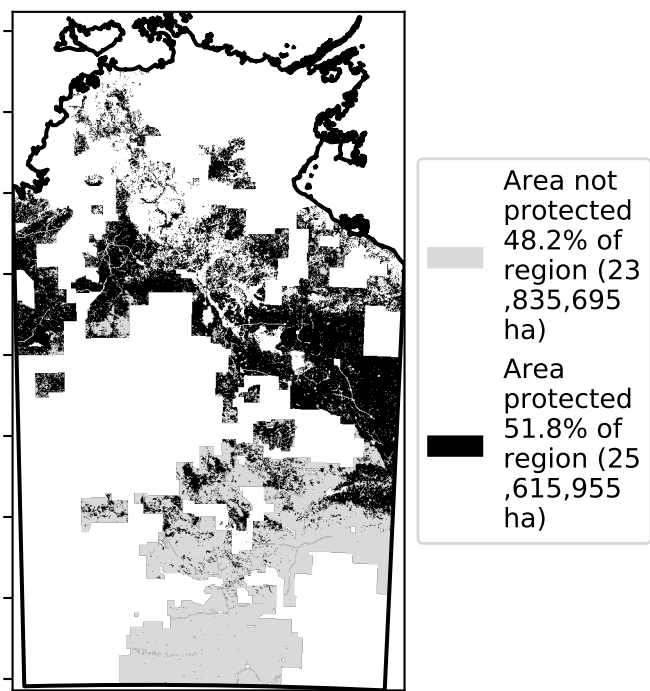 Area not
protected
48.2% of
region (23
,835,695
ha)
Area
protected
51.8% of
region (25
,615,955
ha)